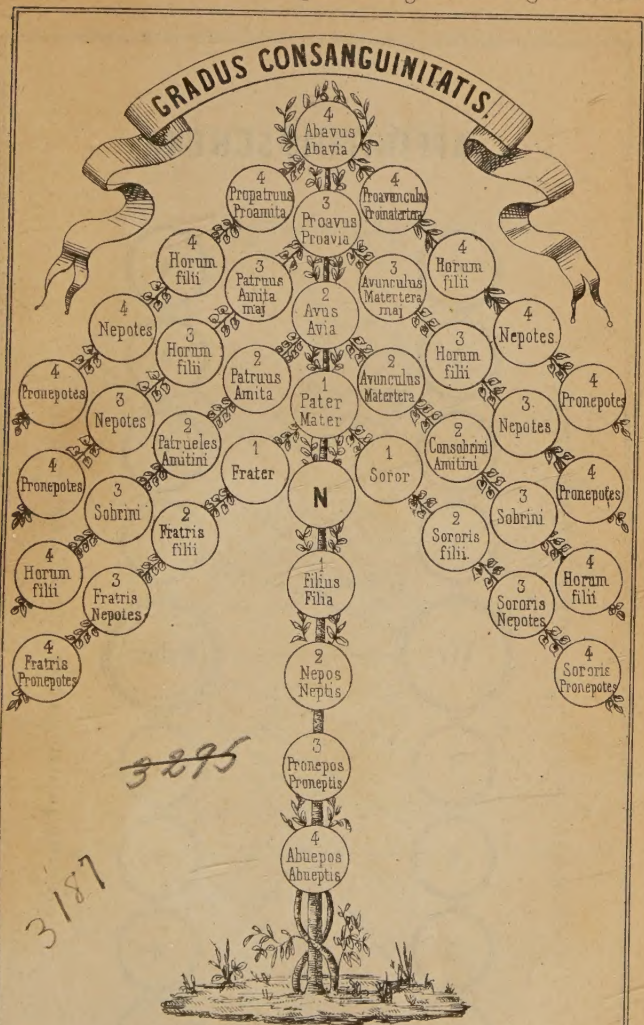 GRADUS CONSANGUINITATIS.
4
Abavus
Abavia
4
Propatruus
Proamita
3
Proavus
Proavia
4
Proavunculus
Promatertera
4
Horum
filii
3
Patruus
Amita
maj
2
Avus
Avia
3
Avunculus
Matertera
maj
4
Horum
filii
4
Nepotes
3
Horum
filii
2
Patruus
Amita
1
Pater
Mater
2
Avunculus
Matertera
3
Horum
filii
4
Nepotes
4
Pronepotes
3
Nepotes
2
Patrueles
Amitini
1
Frater
N
1
Soror
2
Consobrini
Amitini
3
Nepotes
4
Pronepotes
4
Pronepotes
3
Sobrini
2
Fratris
filii
2
Sororis
filii.
3
Sobrini
4
Pronepotes
4
Horum
filii
3
Fratris
Nepotes
1
Filius
Filia
3
Sororis
Nepotes
4
Horum
filii
4
Fratris
Pronepotes
2
Nepos
Neptis
4
Sororis
Pronepotes
3295
3
Pronepos
Proneptis
3187
4
Abuepos
Abueptis